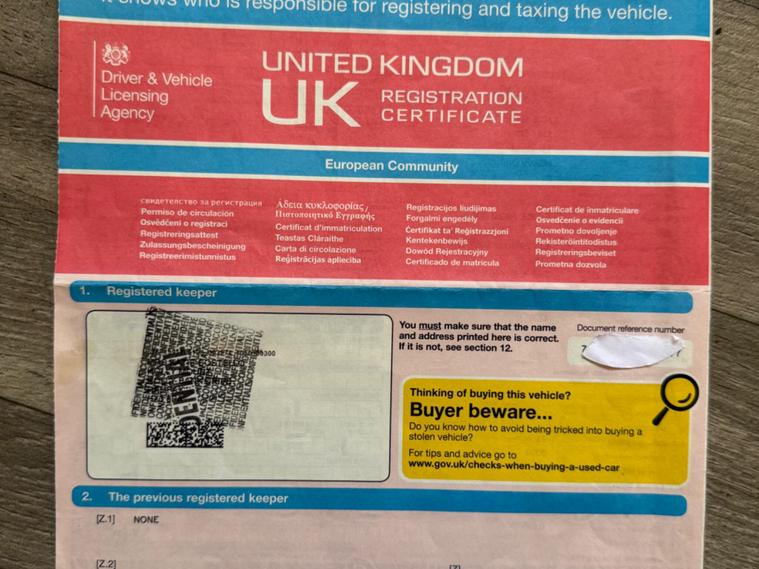 it shows who is responsible for registering and taxing the vehicle.
Driver & Vehicle
Licensing
Agency
UNITED KINGDOM
UK REGISTRATION
CERTIFICATE
European Community
свидетелство за регистрация
Permiso de circulación
Osvědčení o registraci
Registreringsattest
Zulassungsbescheinigung
Registreerimistunnistus
Άδεια κυκλοφορίας/
Πιστοποιητικό Εγγραφής
Certificat d'immatriculation
Teastas Cláraithe
Carta di circolazione
Reģistrācijas apliecība
Registracijos liudijimas
Forgalmi engedély
Ċertifikat ta' Reġistrazzjoni
Kentekenbewijs
Dowód Rejestracyjny
Certificado de matrícula
Certificat de înmatriculare
Osvedčenie o evidencii
Prometno dovoljenje
Rekisteröintitodistus
Registreringsbeviset
Prometna dozvola
1. Registered keeper
You must make sure that the name
and address printed here is correct.
If it is not, see section 12.
Document reference number
Thinking of buying this vehicle?
Buyer beware...
Do you know how to avoid being tricked into buying a
stolen vehicle?
For tips and advice go to
www.gov.uk/checks-when-buying-a-used-car
2. The previous registered keeper
[Z.1] NONE
[Z.2]